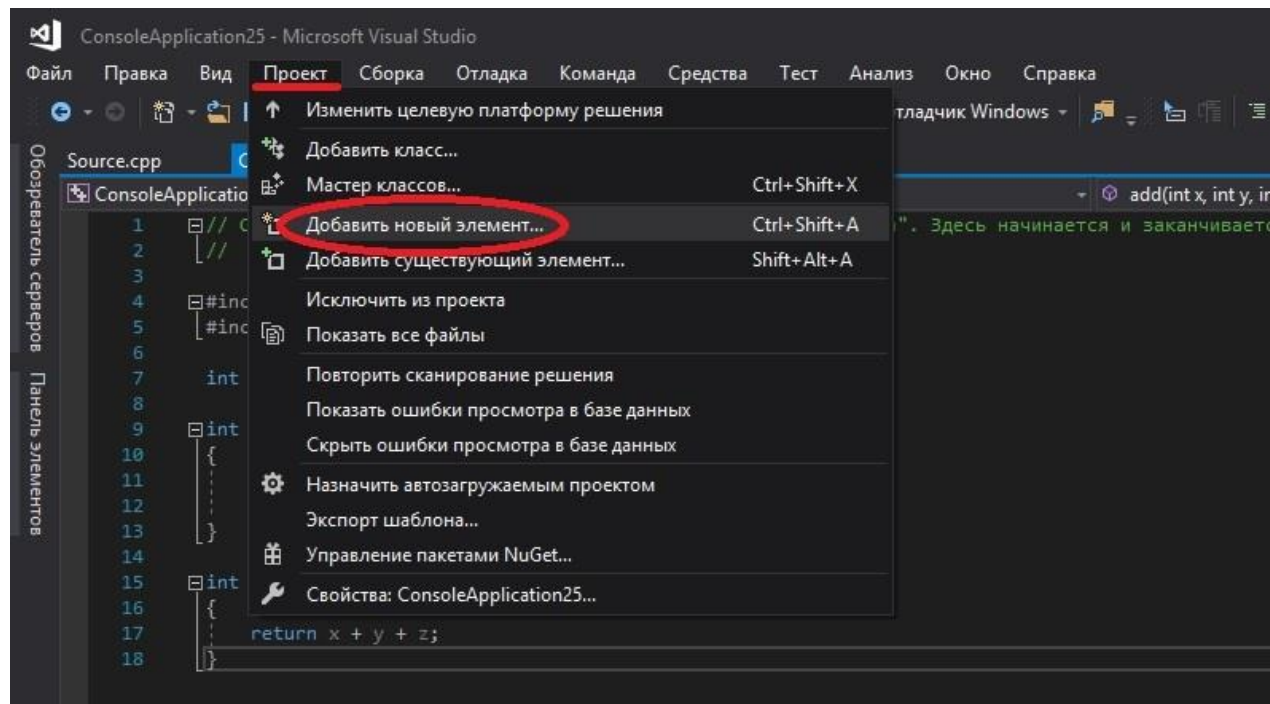 ConsoleApplication25 - Microsoft Visual Studio
Файл Правка Вид Проект Сборка Отладка Команда Средства Тест Анализ Окно Справка
Изменить целевую платформу решения
тладчик Windows
Добавить класс...
Source.cpp
Мастер классов... Ctrl+Shift+X
ConsoleApplicatio
add(int x, int y, in
Добавить новый элемент... Ctrl+Shift+A
Добавить существующий элемент... Shift+Alt+A
Исключить из проекта
Показать все файлы
Повторить сканирование решения
Показать ошибки просмотра в базе данных
Скрыть ошибки просмотра в базе данных
Назначить автозагружаемым проектом
Экспорт шаблона...
Управление пакетами NuGet...
Свойства: ConsoleApplication25...
Обозреватель серверов
Панель элементов
1 // C ". Здесь начинается и заканчивает
2 //
3
4 #inc
5 #inc
6
7 int
8
9 int
10 {
11
12
13 }
14
15 int
16 {
17 return x + y + z;
18 }